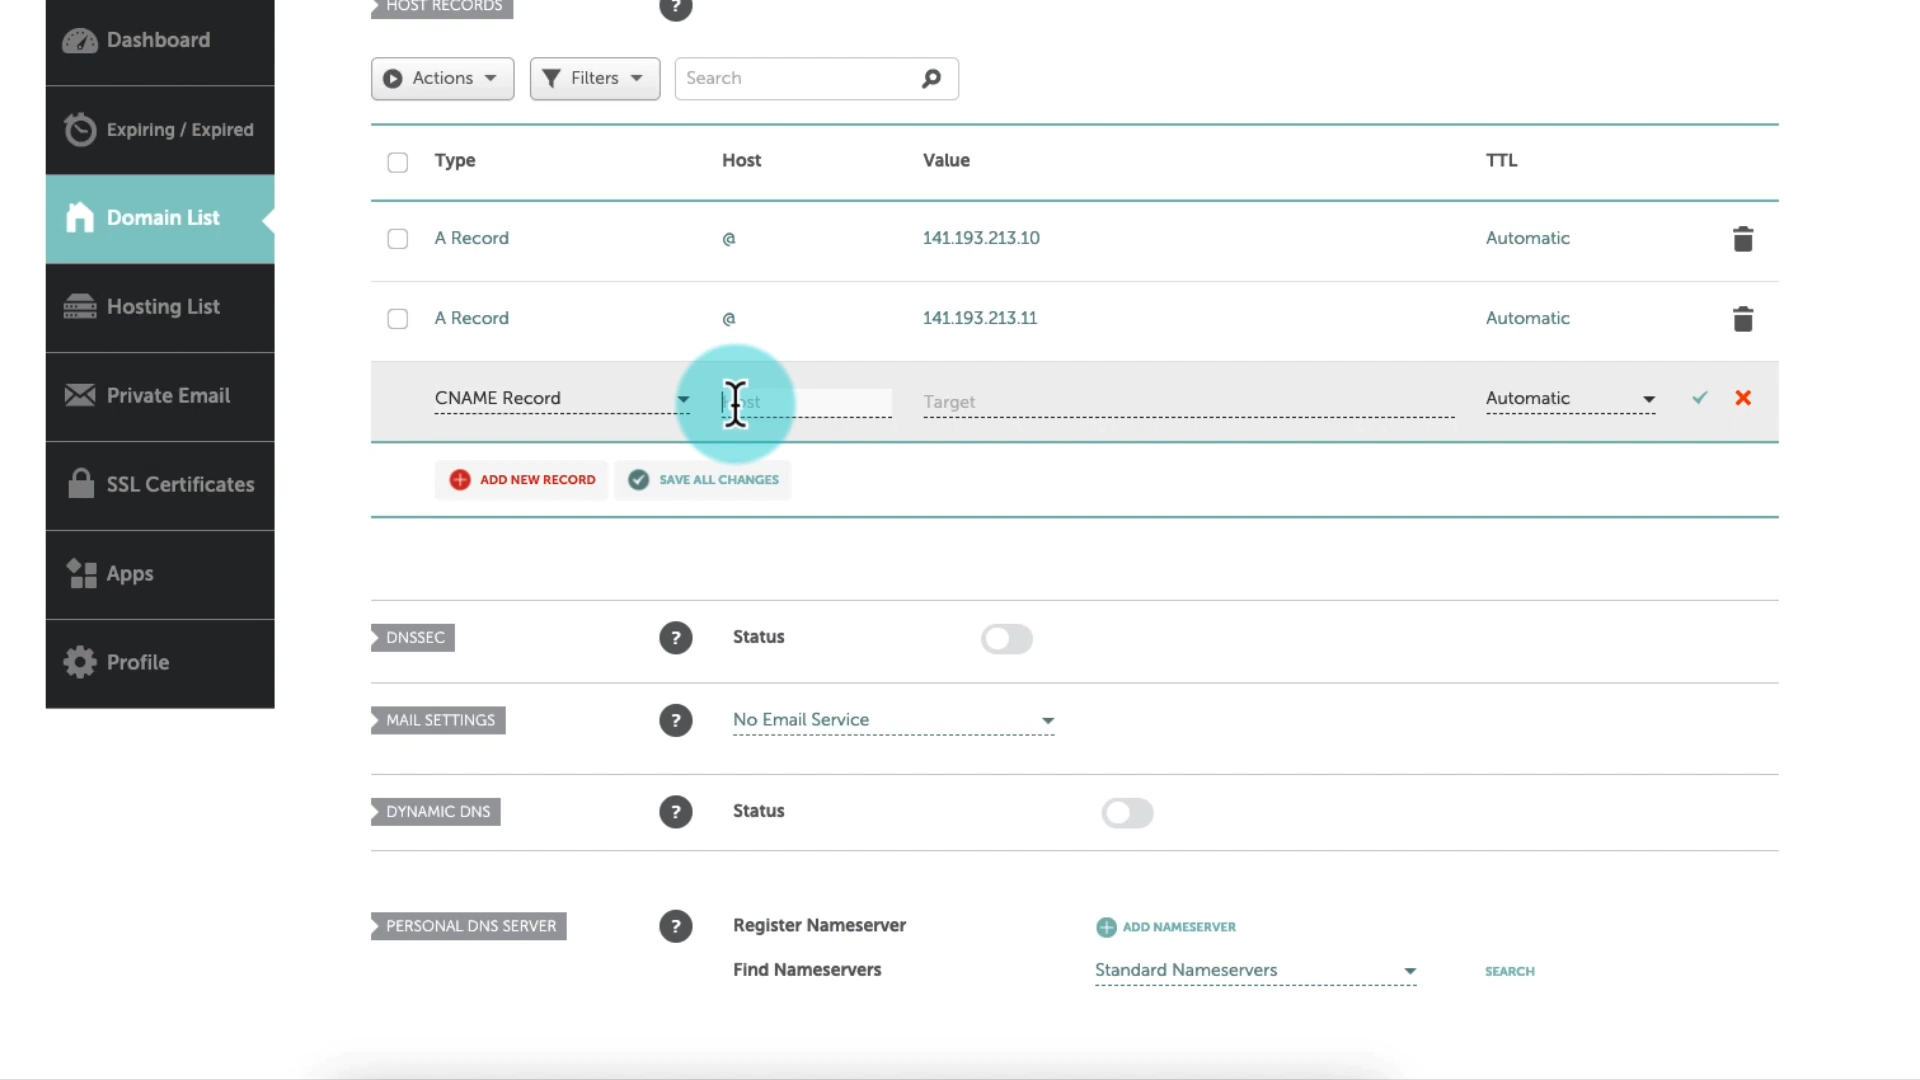 HOST RECORDS
?
Dashboard
Actions
Filters
Search
Expiring / Expired
Type Host Value TTL
Domain List
A Record @ 141.193.213.10 Automatic
Hosting List
A Record @ 141.193.213.11 Automatic
Private Email
CNAME Record Host Target Automatic
SSL Certificates
ADD NEW RECORD SAVE ALL CHANGES
Apps
DNSSEC ? Status
Profile
MAIL SETTINGS ? No Email Service
DYNAMIC DNS ? Status
PERSONAL DNS SERVER ? Register Nameserver ADD NAMESERVER
Find Nameservers Standard Nameservers SEARCH